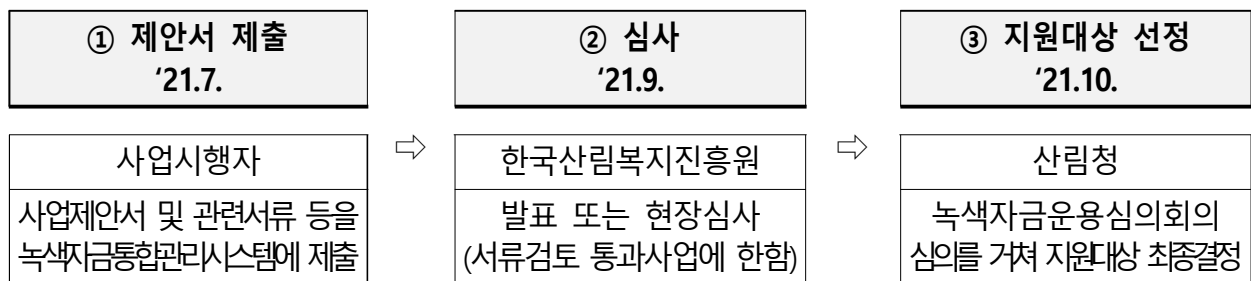 ① 제안서 제출
‘21.7.
사업시행자
사업제안서 및 관련서류 등을
녹색자금통합관리시스템에 제출
⇨
② 심사
‘21.9.
한국산림복지진흥원
발표 또는 현장심사
(서류검토 통과사업에 한함)
⇨
③ 지원대상 선정
‘21.10.
산림청
녹색자금운용심의회의
심의를 거쳐 지원대상 최종결정